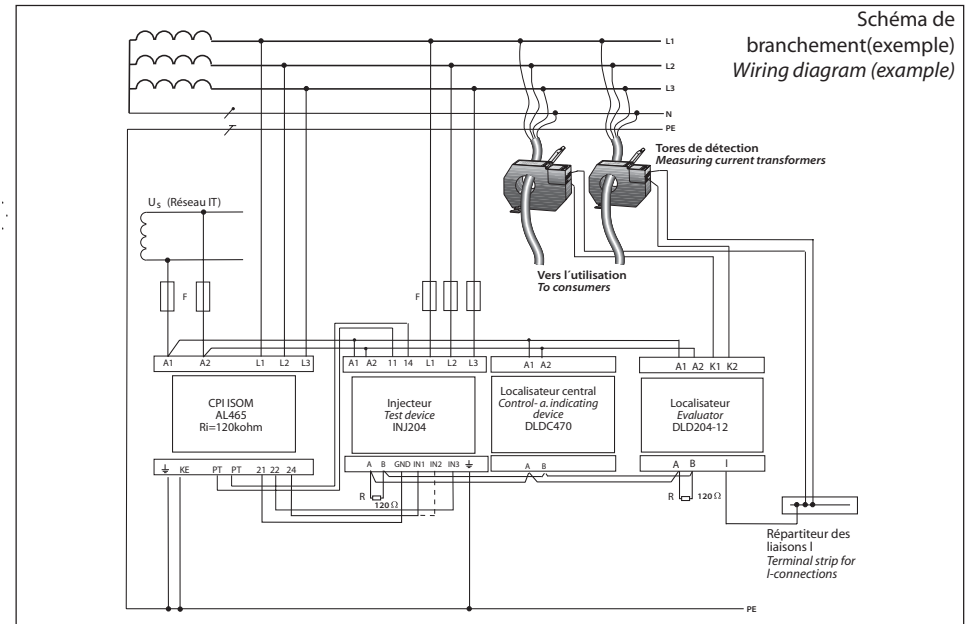 Schéma de
branchement(exemple)
Wiring diagram (example)
L1
L2
L3
N
PE
Tores de détection
Measuring current transformers
U_S (Réseau IT)
Vers l´utilisation
To consumers
F
F
A1 A2 L1 L2 L3
A1 A2 11 14 L1 L2 L3
A1 A2
A1 A2 K1 K2
CPI ISOM
AL465
Ri=120kohm
Injecteur
Test device
INJ204
Localisateur central
Control- a. indicating
device
DLDC470
Localisateur
Evaluator
DLD204-12
KE PT PT 21 22 24
A B GND IN1 IN2 IN3
A B
A B I
R
120 Ω
R
120 Ω
Répartiteur des
liaisons I
Terminal strip for
I-connections
PE